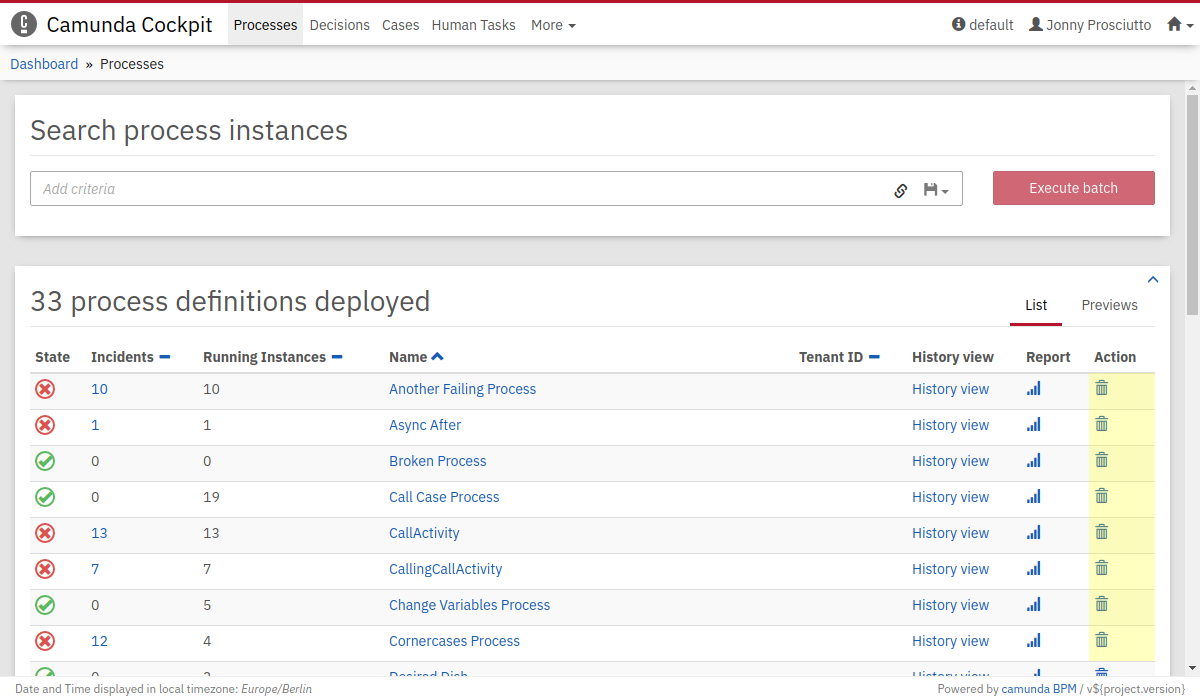 Camunda Cockpit Processes Decisions Cases Human Tasks More default Jonny Prosciutto
Dashboard » Processes
Search process instances
Add criteria Execute batch
33 process definitions deployed List Previews
State Incidents Running Instances Name Tenant ID History view Report Action
10 10 Another Failing Process History view
1 1 Async After History view
0 0 Broken Process History view
0 19 Call Case Process History view
13 13 CallActivity History view
7 7 CallingCallActivity History view
0 5 Change Variables Process History view
12 4 Cornercases Process History view
Desired Dish History view
Date and Time displayed in local timezone: Europe/Berlin Powered by camunda BPM / v${project.version}